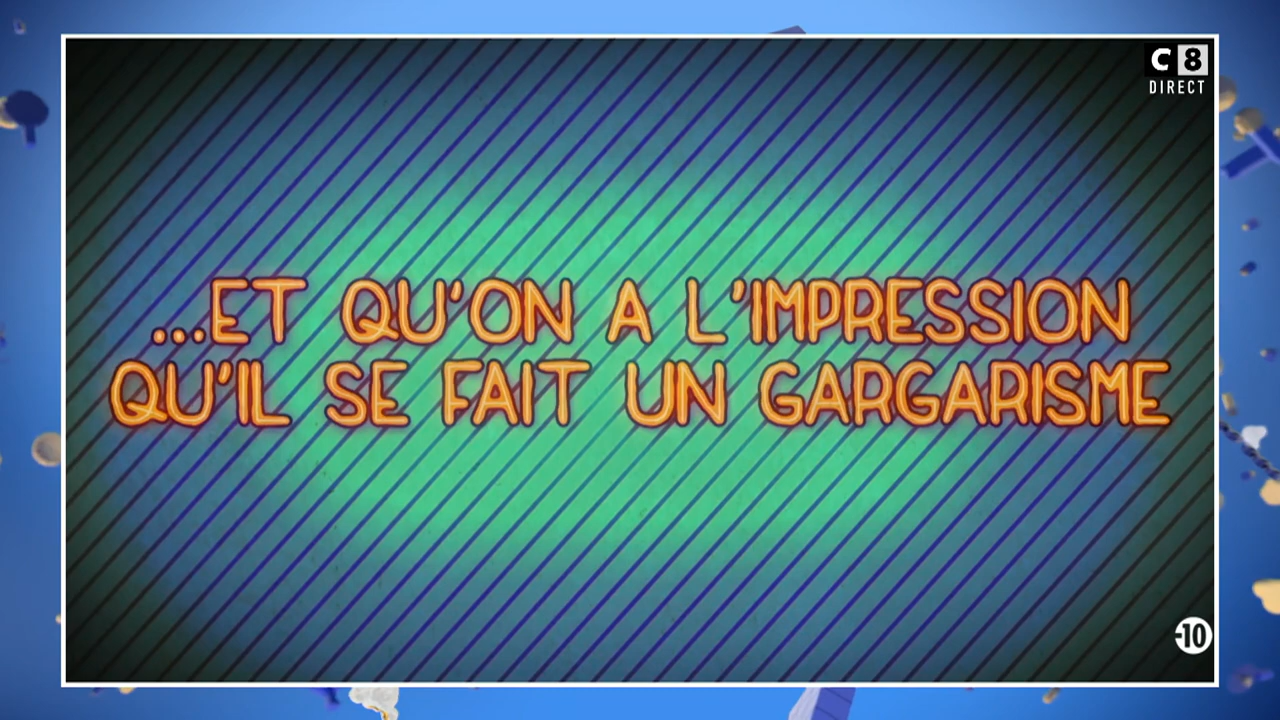 C8
DIRECT
...ET QU'ON A L'IMPRESSION
QU'IL SE FAIT UN GARGARISME
-10